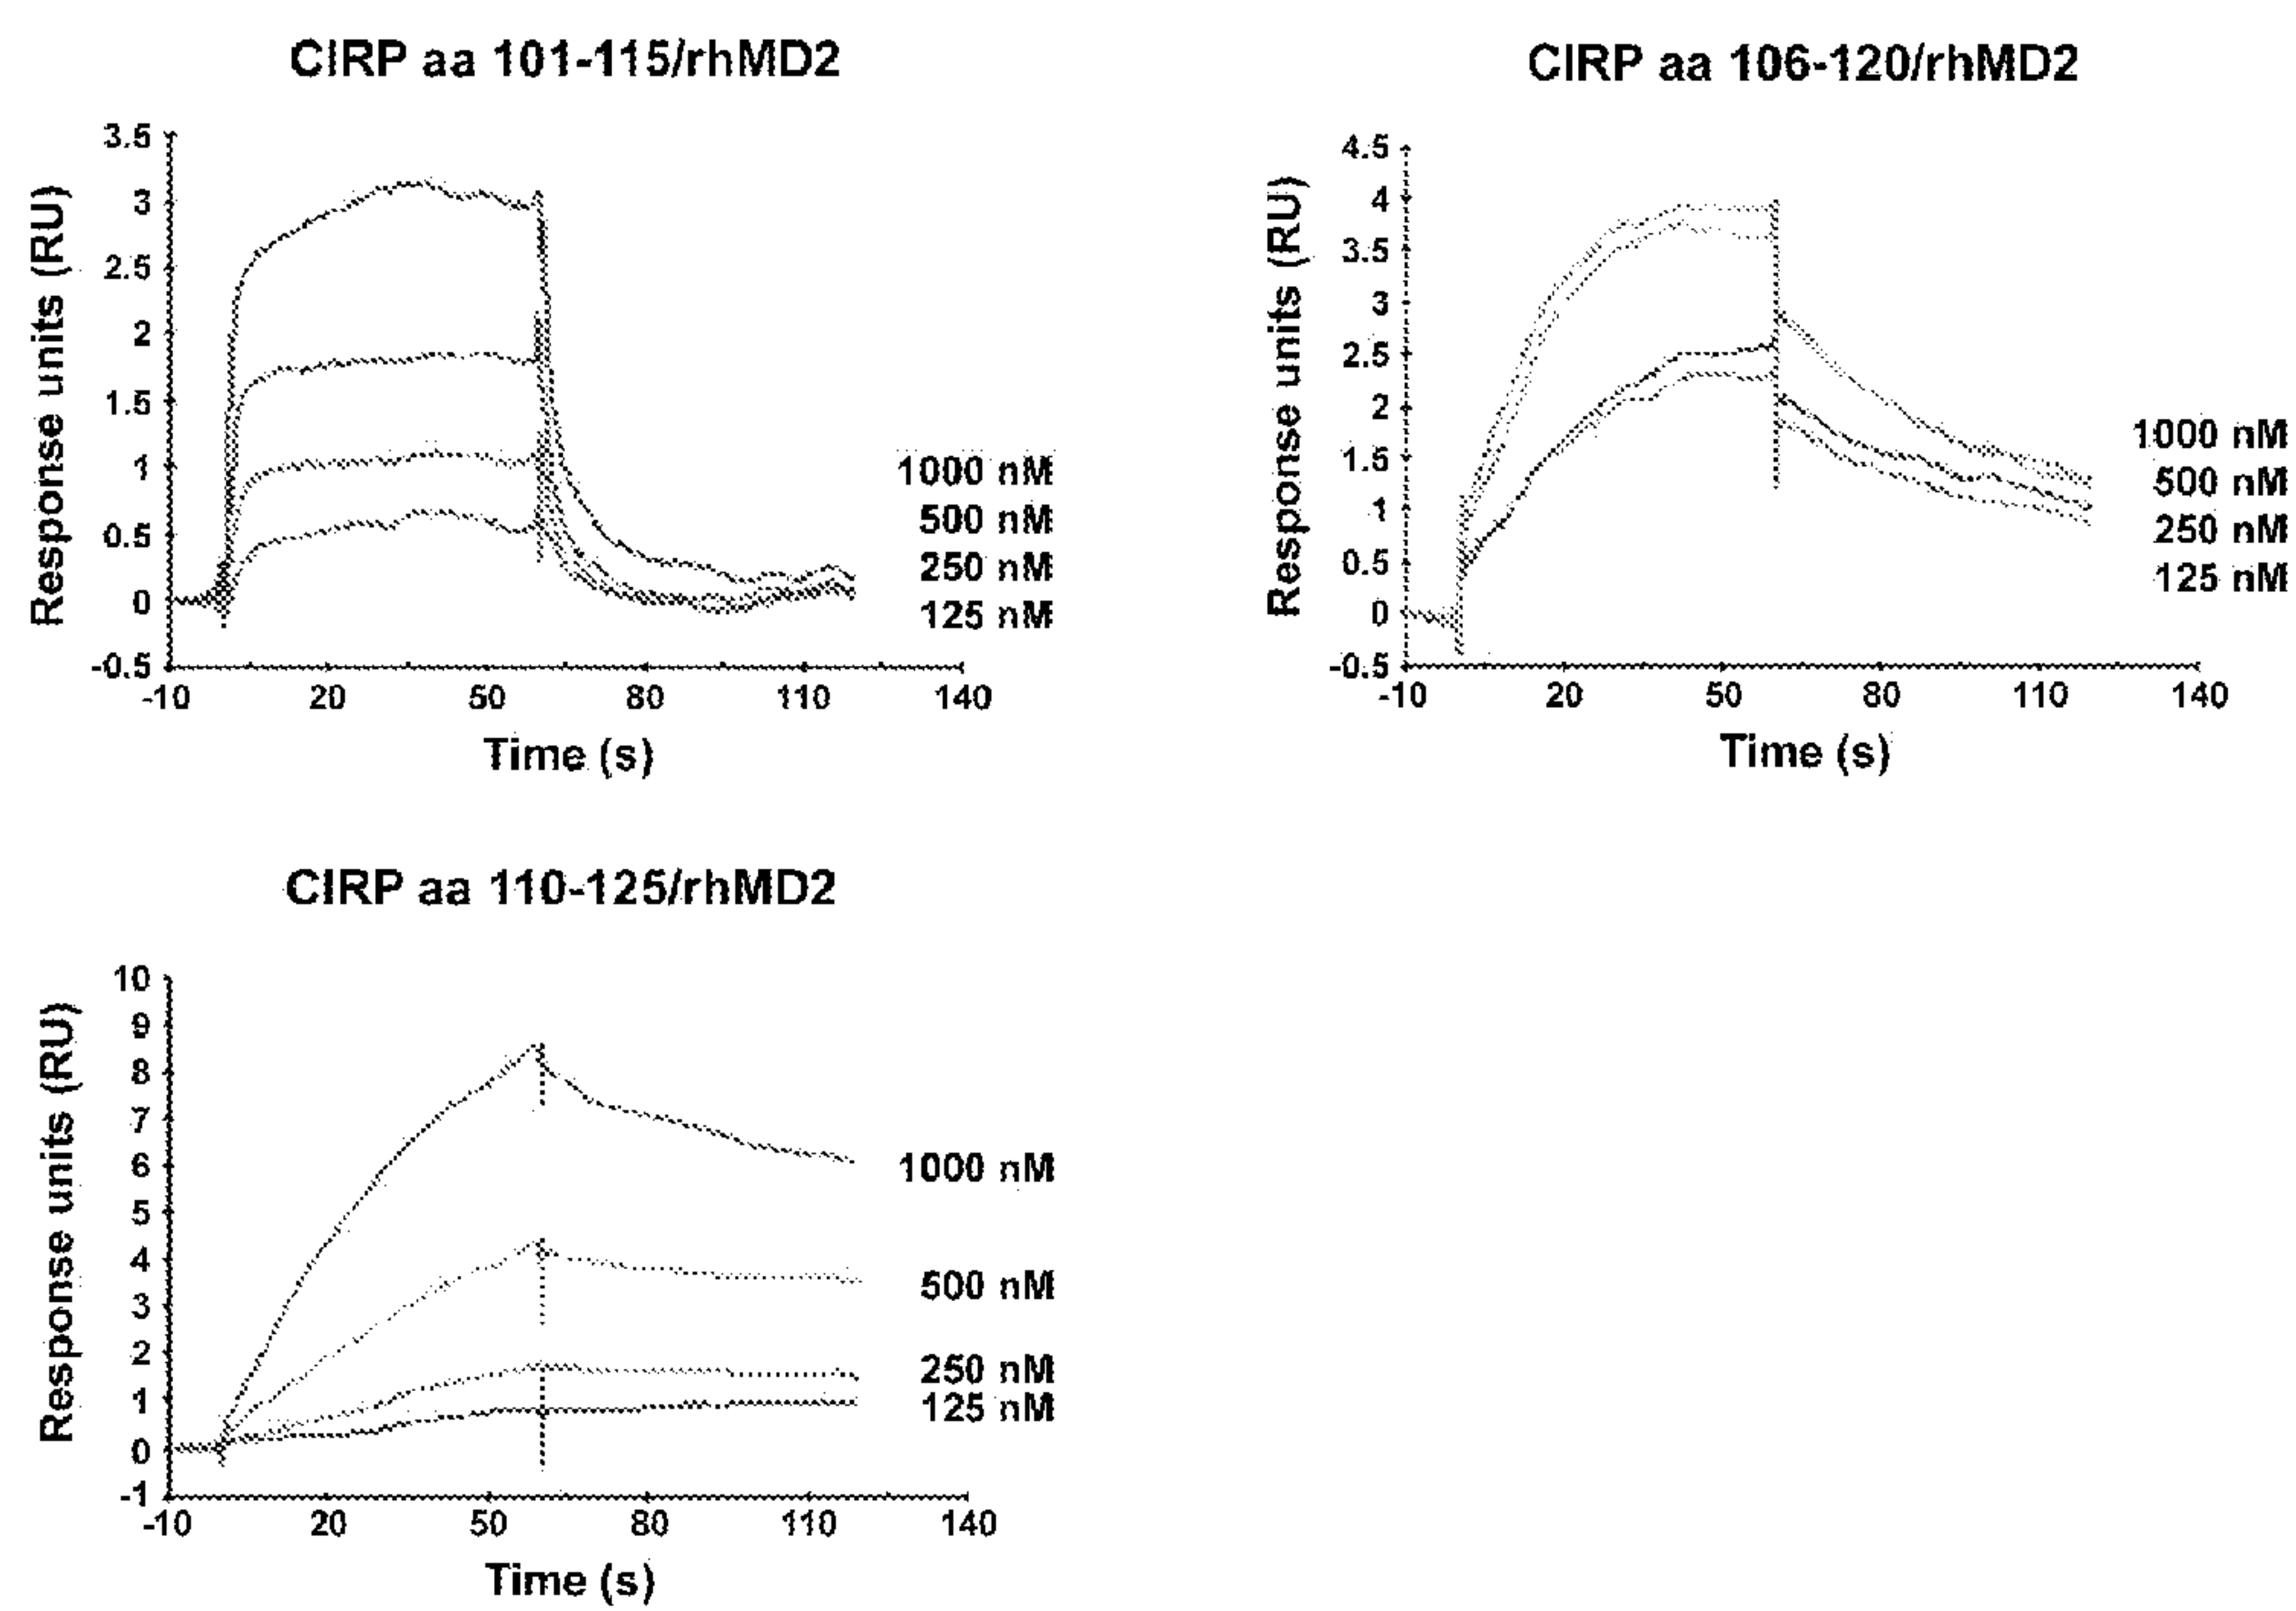 CIRP aa 101-115/rhMD2
Response units (RU)
3.5
3
2.5
2
1.5
1
0.5
0
-0.5
-10 20 50 80 110 140
Time (s)
1000 nM
500 nM
250 nM
125 nM
CIRP aa 106-120/rhMD2
Response units (RU)
4.5
4
3.5
3
2.5
2
1.5
1
0.5
0
-0.5
-10 20 50 80 110 140
Time (s)
1000 nM
500 nM
250 nM
125 nM
CIRP aa 110-125/rhMD2
Response units (RU)
10
9
8
7
6
5
4
3
2
1
0
-1
-10 20 50 80 110 140
Time (s)
1000 nM
500 nM
250 nM
125 nM